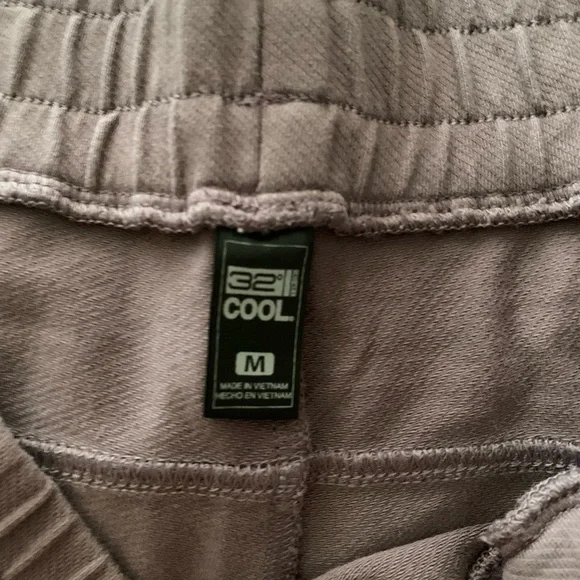 32°
COOL.
M
MADE IN VIETNAM
HECHO EN VIETNAM